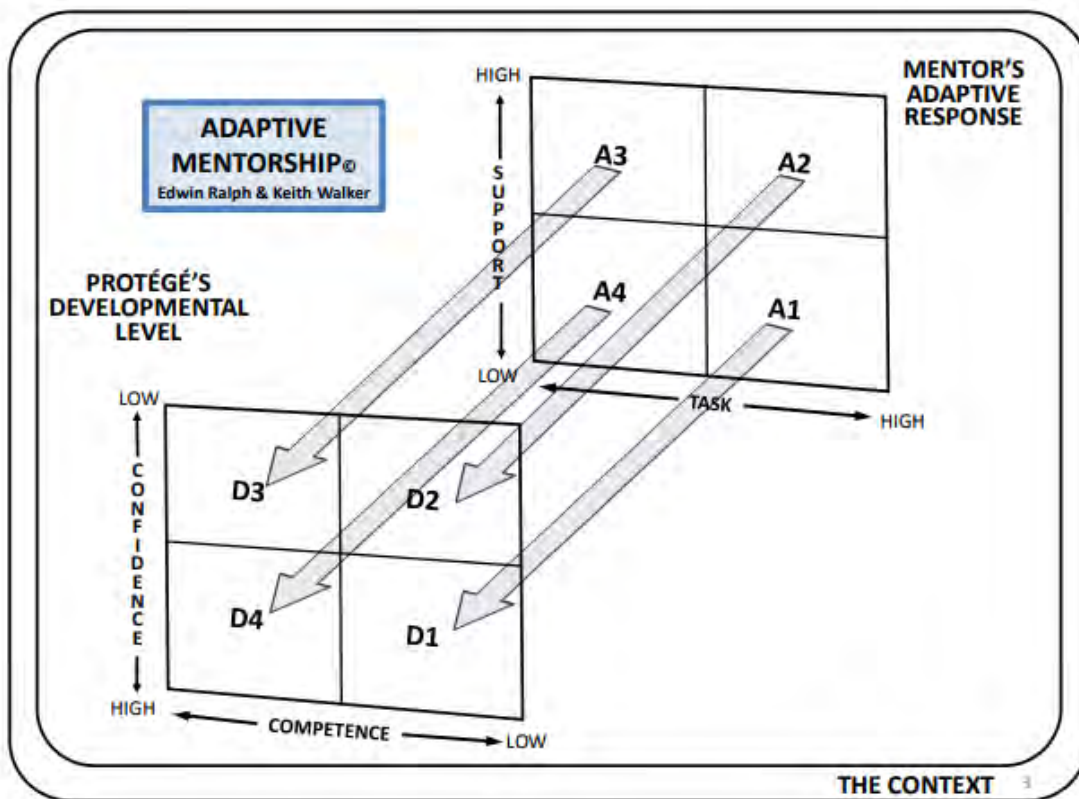 ADAPTIVE
MENTORSHIP©
Edwin Ralph & Keith Walker
MENTOR'S
ADAPTIVE
RESPONSE
HIGH
SUPPORT
LOW
A3
A2
A4
A1
TASK
HIGH
PROTÉGÉ'S
DEVELOPMENTAL
LEVEL
LOW
CONFIDENCE
HIGH
D3
D2
D4
D1
COMPETENCE
LOW
THE CONTEXT
3